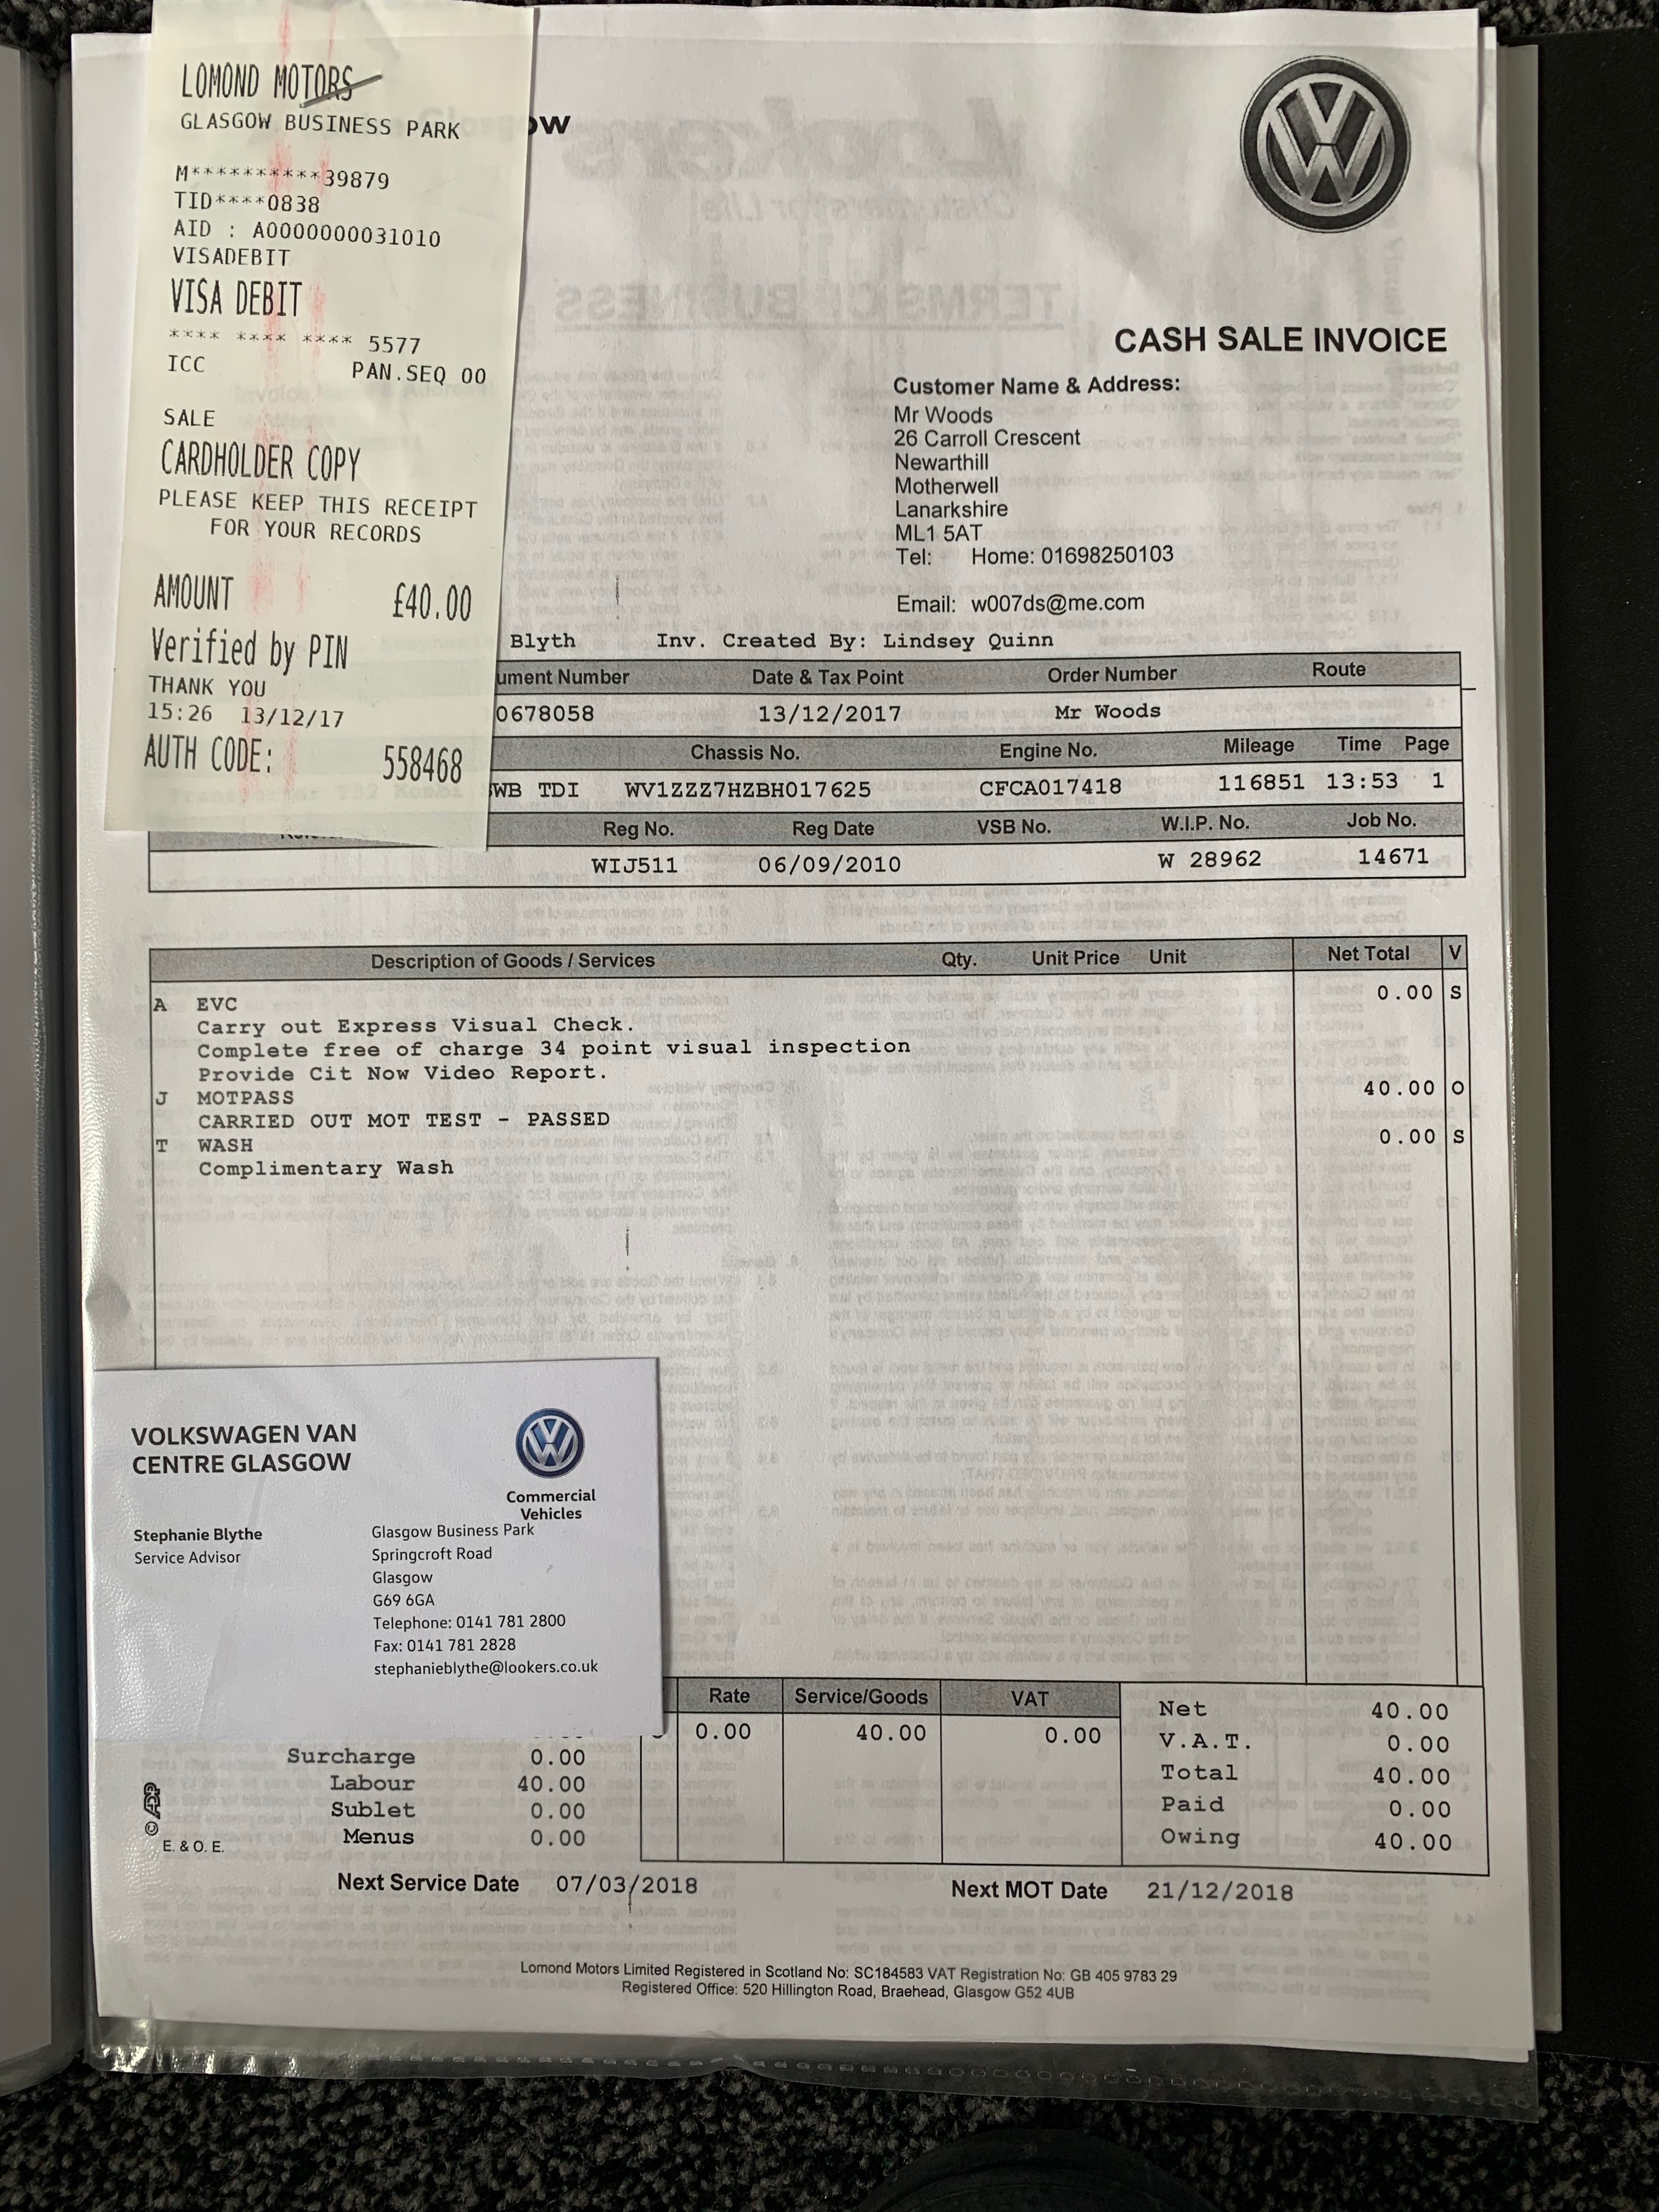 LOMOND MOTORS
GLASGOW BUSINESS PARK
M**********39879
TID****0838
AID : A0000000031010
VISADEBIT
VISA DEBIT
**** **** **** 5577
ICC PAN.SEQ 00
SALE
CARDHOLDER COPY
PLEASE KEEP THIS RECEIPT
FOR YOUR RECORDS
AMOUNT £40.00
Verified by PIN
THANK YOU
15:26 13/12/17
AUTH CODE: 558468
ow
CASH SALE INVOICE
Customer Name & Address:
Mr Woods
26 Carroll Crescent
Newarthill
Motherwell
Lanarkshire
ML1 5AT
Tel: Home: 01698250103
Email: w007ds@me.com
Blyth Inv. Created By: Lindsey Quinn
ument Number Date & Tax Point Order Number Route
0678058 13/12/2017 Mr Woods
Chassis No. Engine No. Mileage Time Page
WB TDI WV1ZZZ7HZBH017625 CFCA017418 116851 13:53 1
Reg No. Reg Date VSB No. W.I.P. No. Job No.
WIJ511 06/09/2010 W 28962 14671
Description of Goods / Services Qty. Unit Price Unit Net Total V
A EVC 0.00 S
Carry out Express Visual Check.
Complete free of charge 34 point visual inspection
Provide Cit Now Video Report.
J MOTPASS 40.00 O
CARRIED OUT MOT TEST - PASSED
T WASH 0.00 S
Complimentary Wash
VOLKSWAGEN VAN
CENTRE GLASGOW
Commercial
Vehicles
Stephanie Blythe
Service Advisor
Glasgow Business Park
Springcroft Road
Glasgow
G69 6GA
Telephone: 0141 781 2800
Fax: 0141 781 2828
stephanieblythe@lookers.co.uk
Rate Service/Goods VAT
0.00 40.00 0.00
Surcharge 0.00
Labour 40.00
Sublet 0.00
Menus 0.00
Net 40.00
V.A.T. 0.00
Total 40.00
Paid 0.00
Owing 40.00
© ADP
E. & O. E.
Next Service Date 07/03/2018 Next MOT Date 21/12/2018
Lomond Motors Limited Registered in Scotland No: SC184583 VAT Registration No: GB 405 9783 29
Registered Office: 520 Hillington Road, Braehead, Glasgow G52 4UB